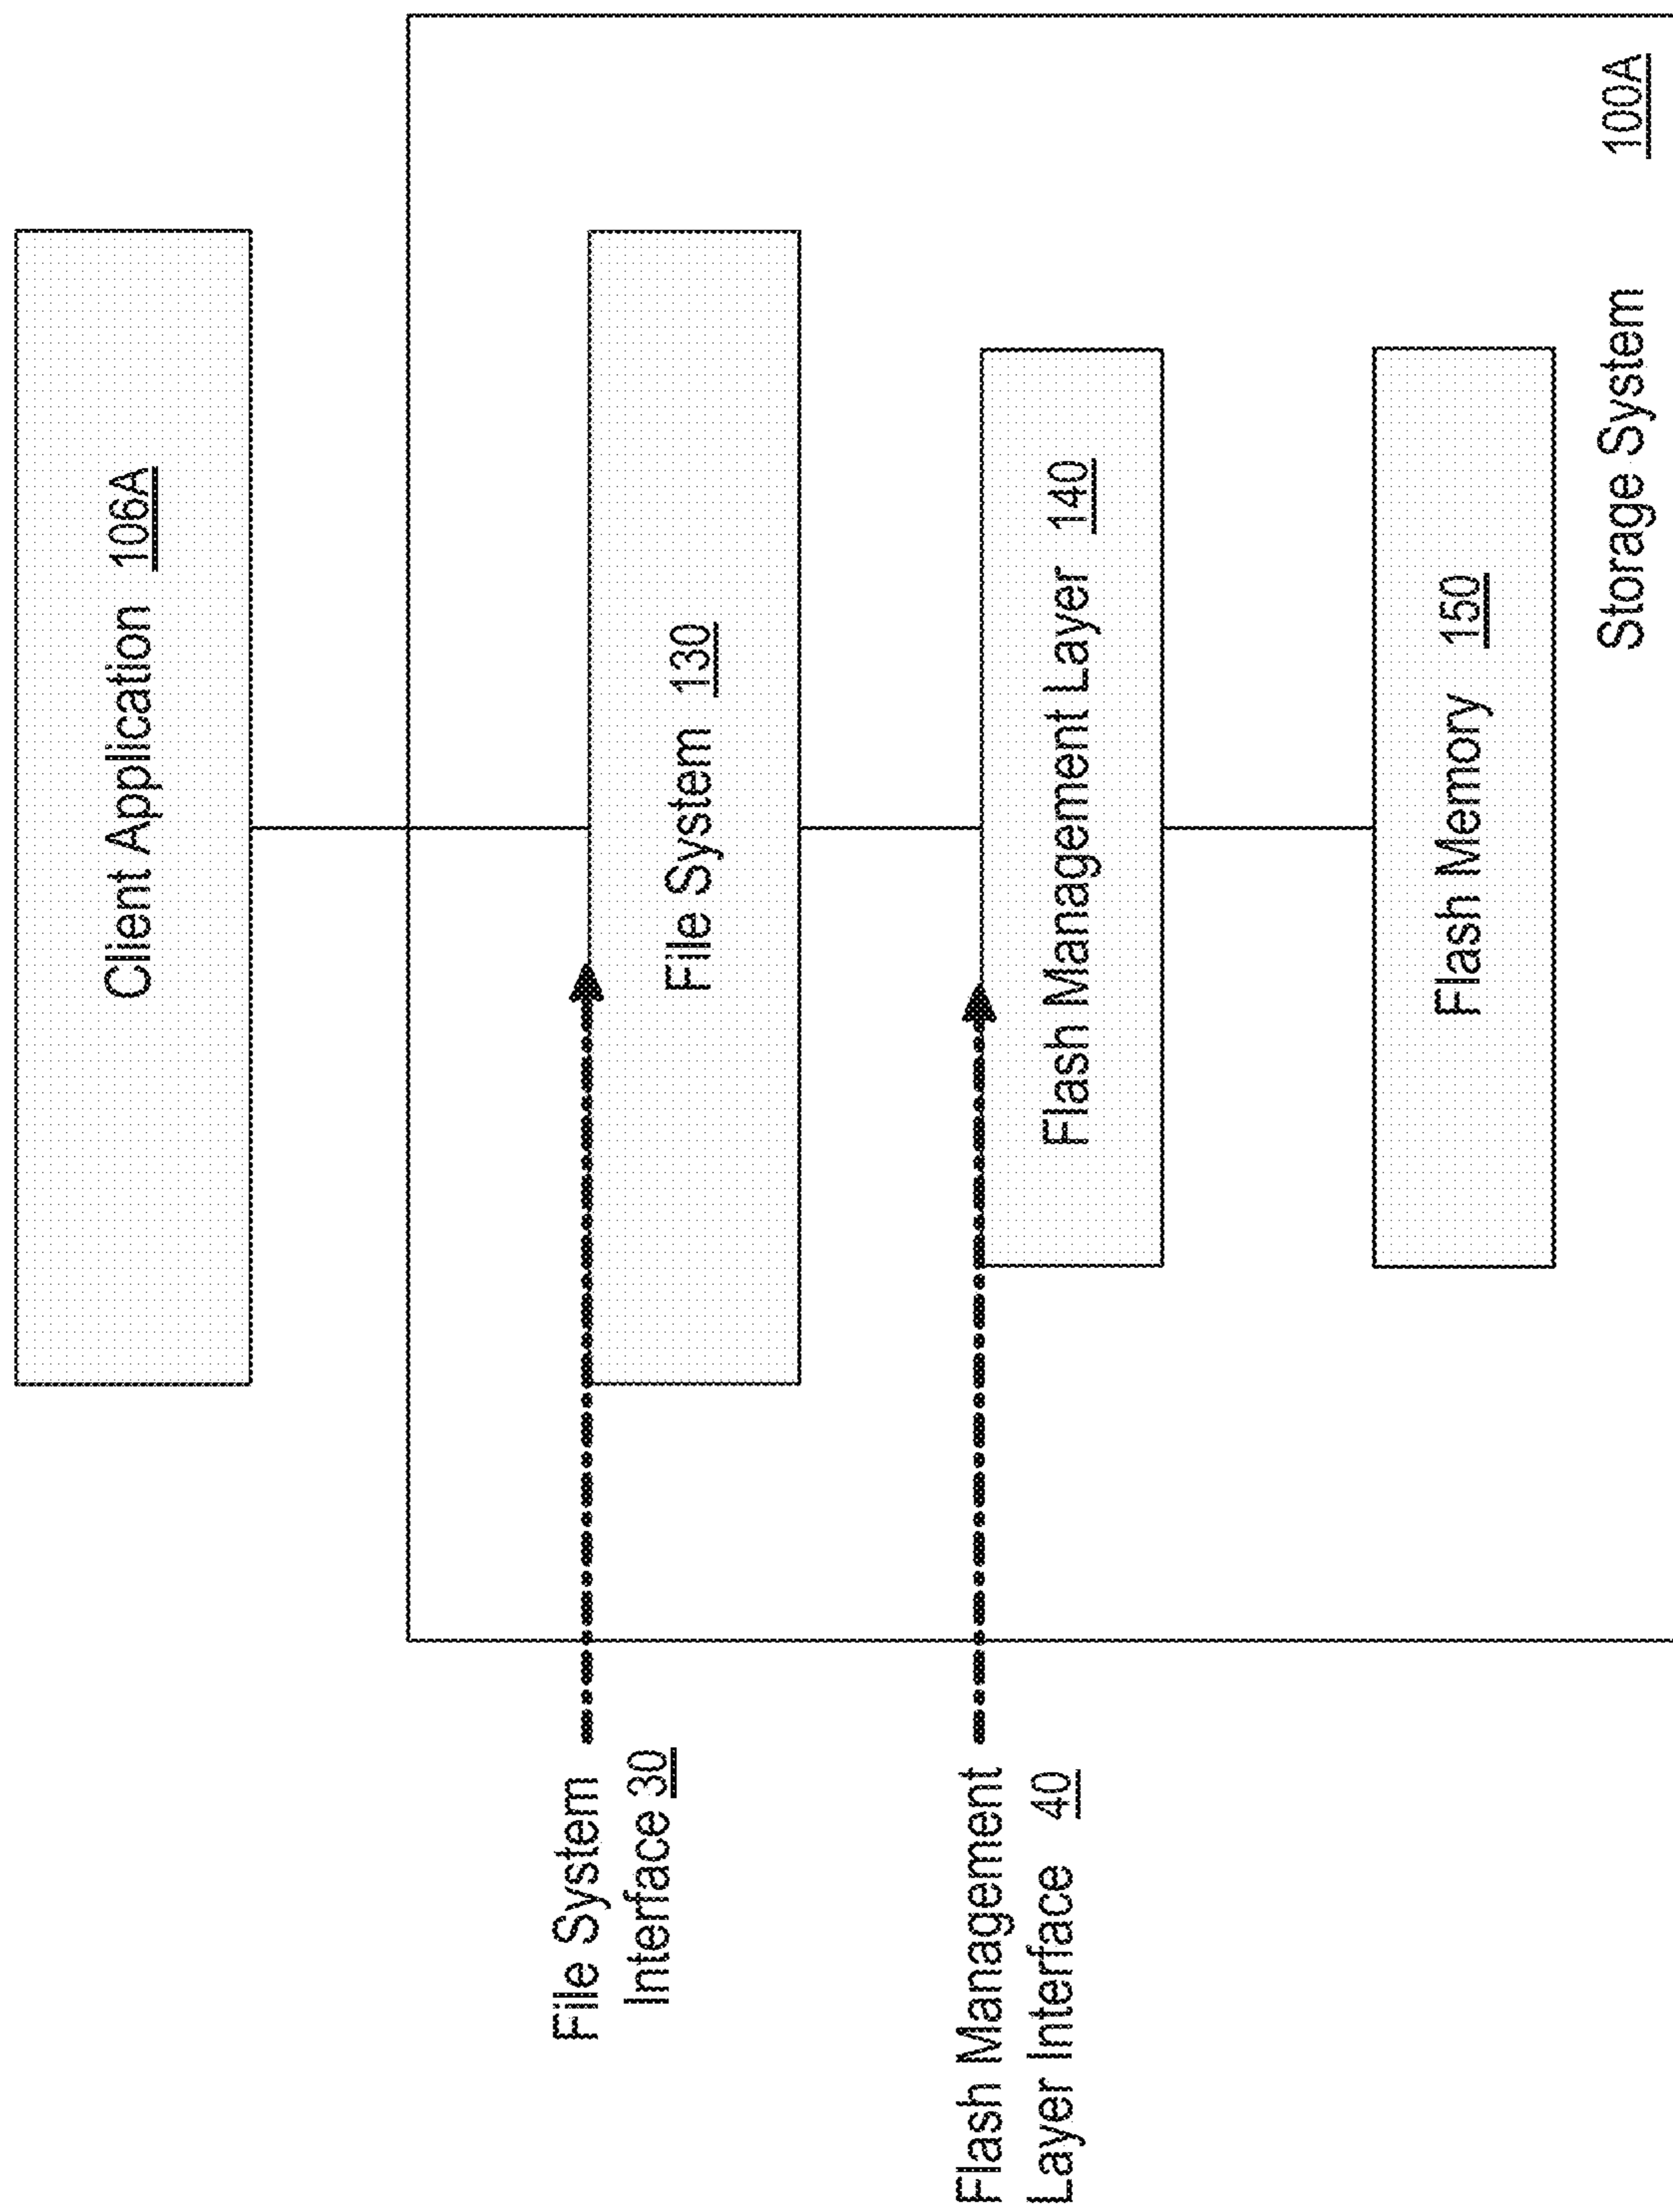 Client Application 106A
File System
Interface 30
File System 130
Flash Management
Layer Interface 40
Flash Management Layer 140
Flash Memory 150
Storage System 100A